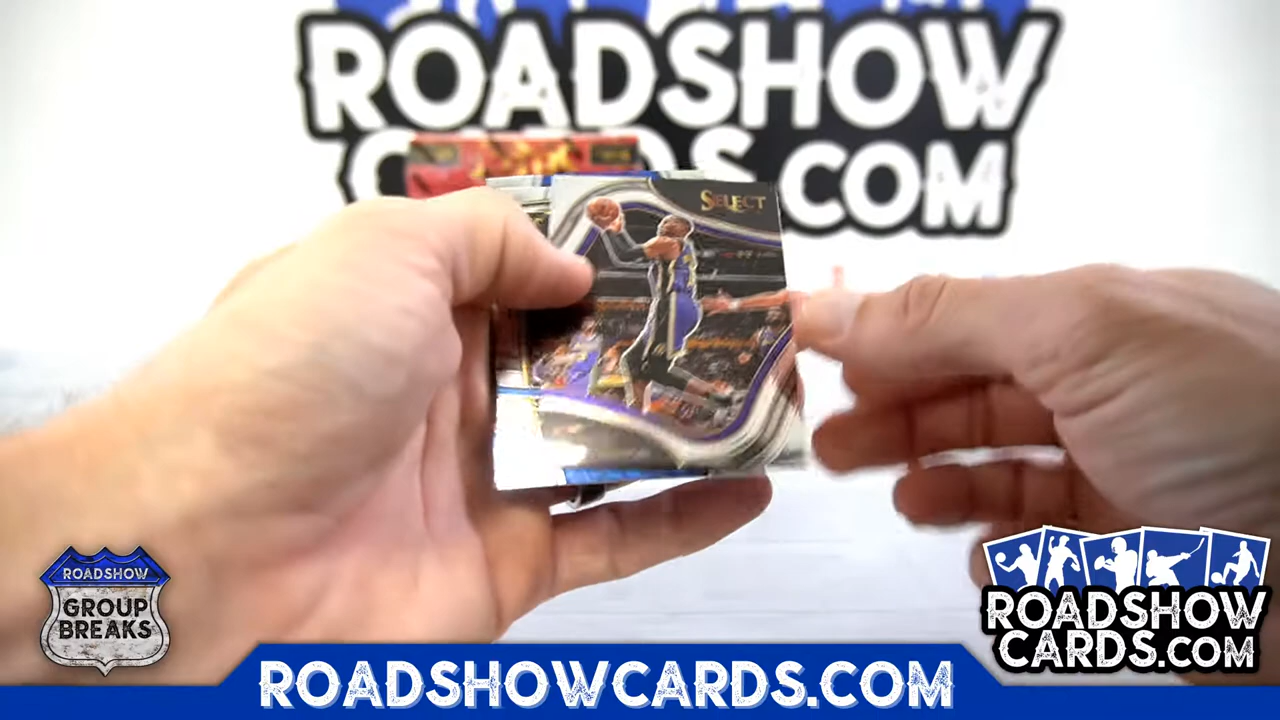 ROADSHOW
CARDS.COM
SELECT
ROADSHOW
GROUP
BREAKS
ROADSHOW
CARDS.COM
ROADSHOWCARDS.COM